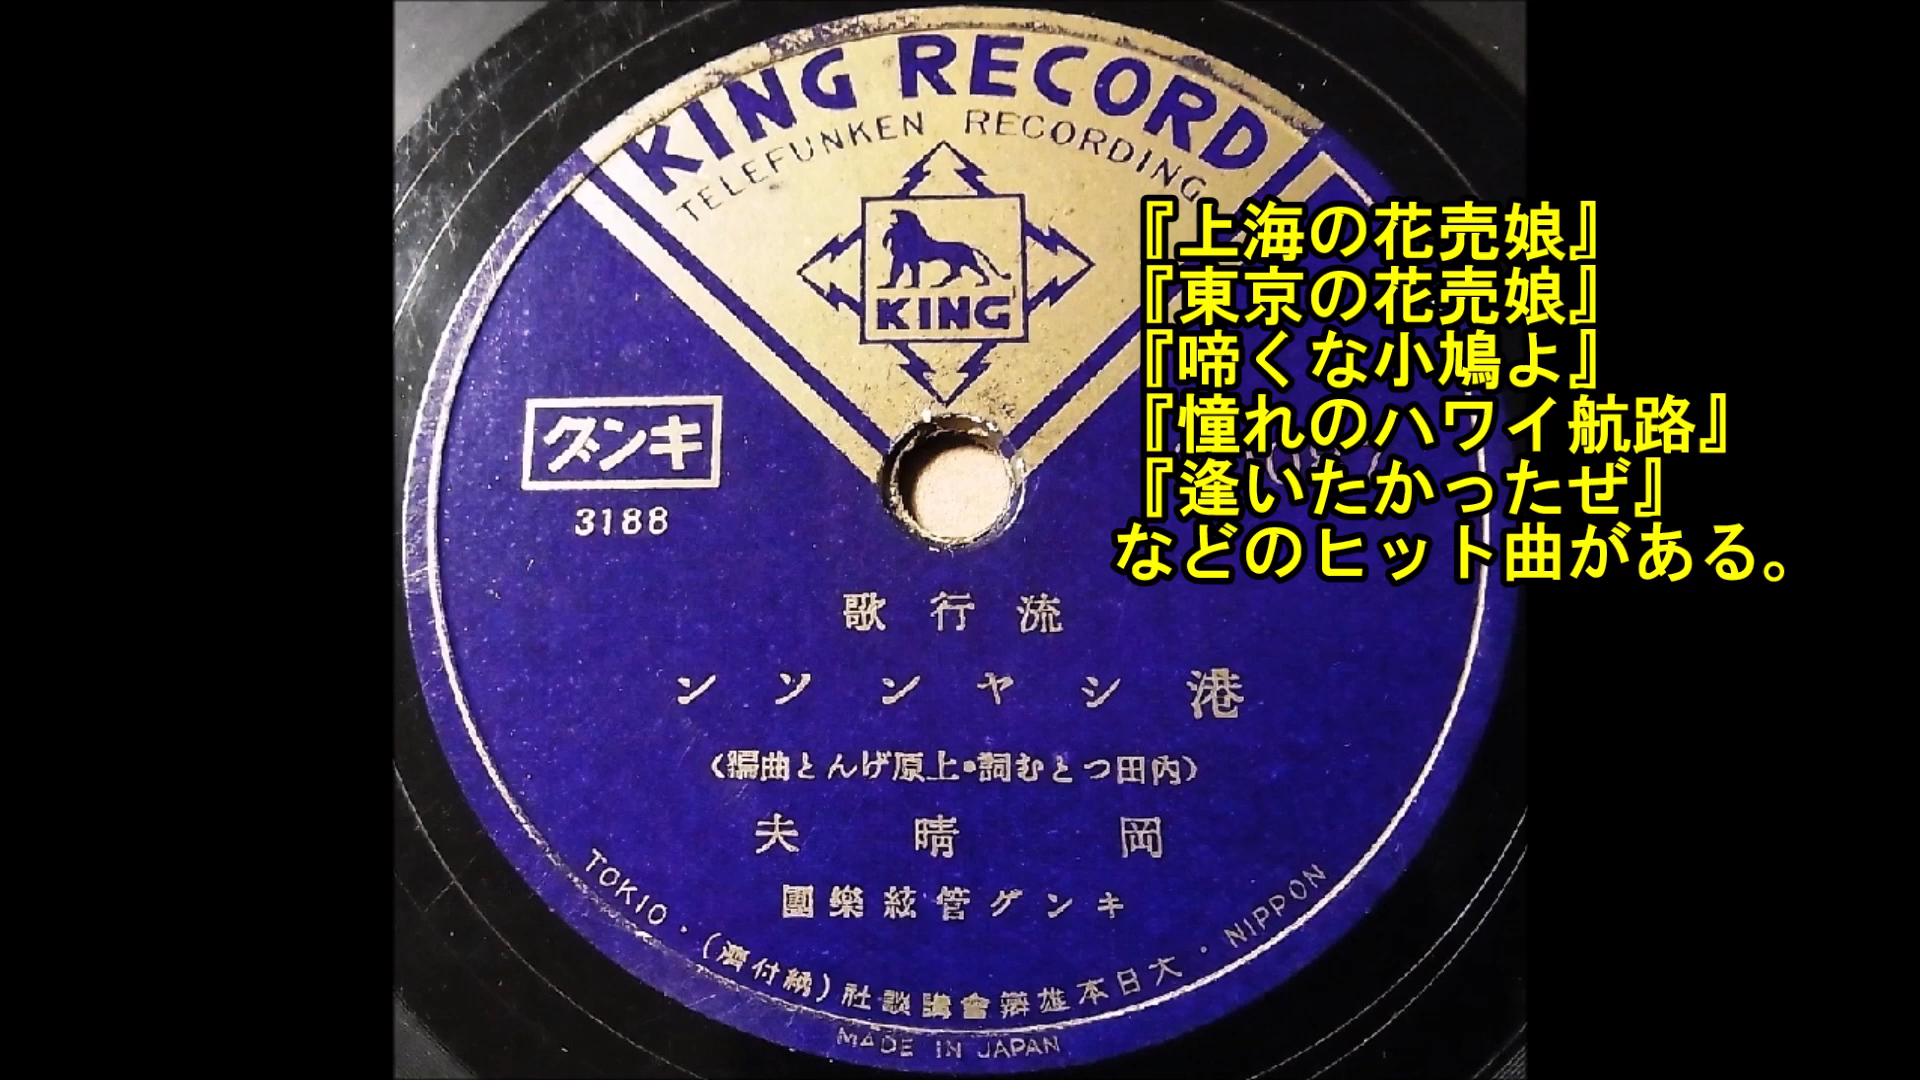 KING RECORD
TELEFUNKEN RECORDING
KING
『上海の花売娘』
『東京の花売娘』
『啼くな小鳩よ』
『憧れのハワイ航路』
『逢いたかったぜ』
などのヒット曲がある。
キング
3188
流行歌
港シヤンソン
(内田つとむ詞・上原げんと曲編)
岡晴夫
キング管絃樂團
TOKIO・(濟付納)社談講會辯雄本日大・NIPPON
MADE IN JAPAN